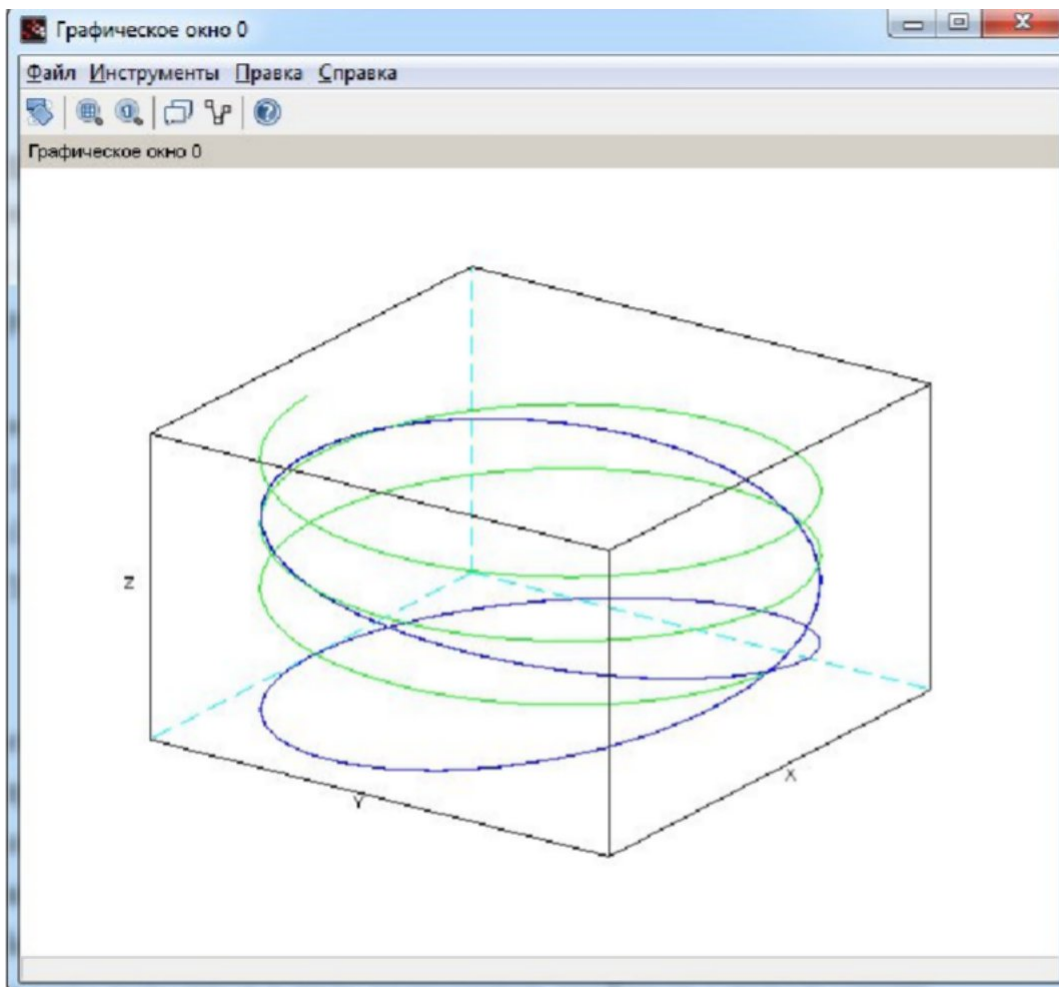 Графическое окно 0
Файл Инструменты Правка Справка
Графическое окно 0
Z
Y
X